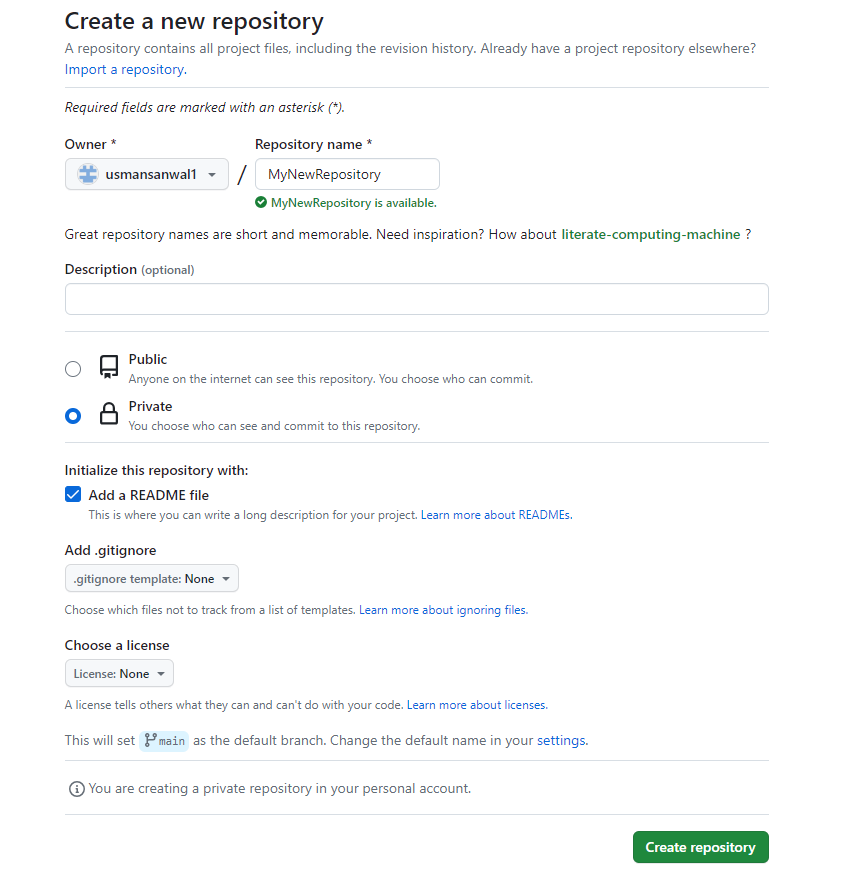 Create a new repository
A repository contains all project files, including the revision history. Already have a project repository elsewhere?
Import a repository.
Required fields are marked with an asterisk (*).
Owner * Repository name *
usmansanwal1 / MyNewRepository
MyNewRepository is available.
Great repository names are short and memorable. Need inspiration? How about literate-computing-machine ?
Description (optional)
Public
Anyone on the internet can see this repository. You choose who can commit.
Private
You choose who can see and commit to this repository.
Initialize this repository with:
Add a README file
This is where you can write a long description for your project. Learn more about READMEs.
Add .gitignore
.gitignore template: None
Choose which files not to track from a list of templates. Learn more about ignoring files.
Choose a license
License: None
A license tells others what they can and can't do with your code. Learn more about licenses.
This will set main as the default branch. Change the default name in your settings.
You are creating a private repository in your personal account.
Create repository